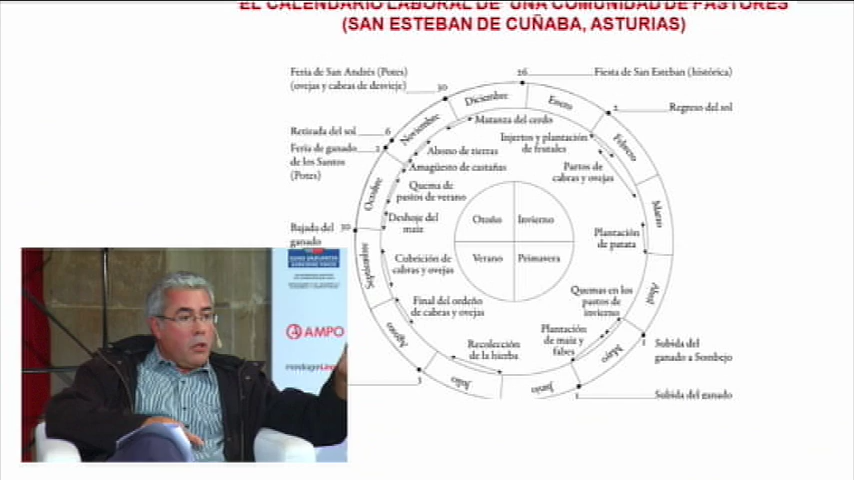 EL CALENDARIO LABORAL DE UNA COMUNIDAD DE PASTORES
(SAN ESTEBAN DE CUÑABA, ASTURIAS)
Feria de San Andrés (Potes)
(ovejas y cabras de desvieje)
30
26
Fiesta de San Esteban (histórica)
2
Regreso del sol
Retirada del sol
6
Feria de ganado
de los Santos
(Potes)
Bajada del
ganado
30
Diciembre
Enero
Febrero
Marzo
Abril
Mayo
Junio
Julio
Agosto
Septiembre
Octubre
Noviembre
Matanza del cerdo
Injertos y plantación
de frutales
Abono de tierras
Amagüesto de castañas
Partos de
cabras y ovejas
Quema de
pastos de verano
Deshoje del
maíz
Otoño
Invierno
Verano
Primavera
Plantación
de patata
Cubrición de
cabras y ovejas
Final del ordeño
de cabras y ovejas
Quemas en los
pastos de
invierno
Plantación
de maíz y
fabes
Recolección
de la hierba
1
Subida del
ganado a Sombejo
Subida del ganado
AMPO